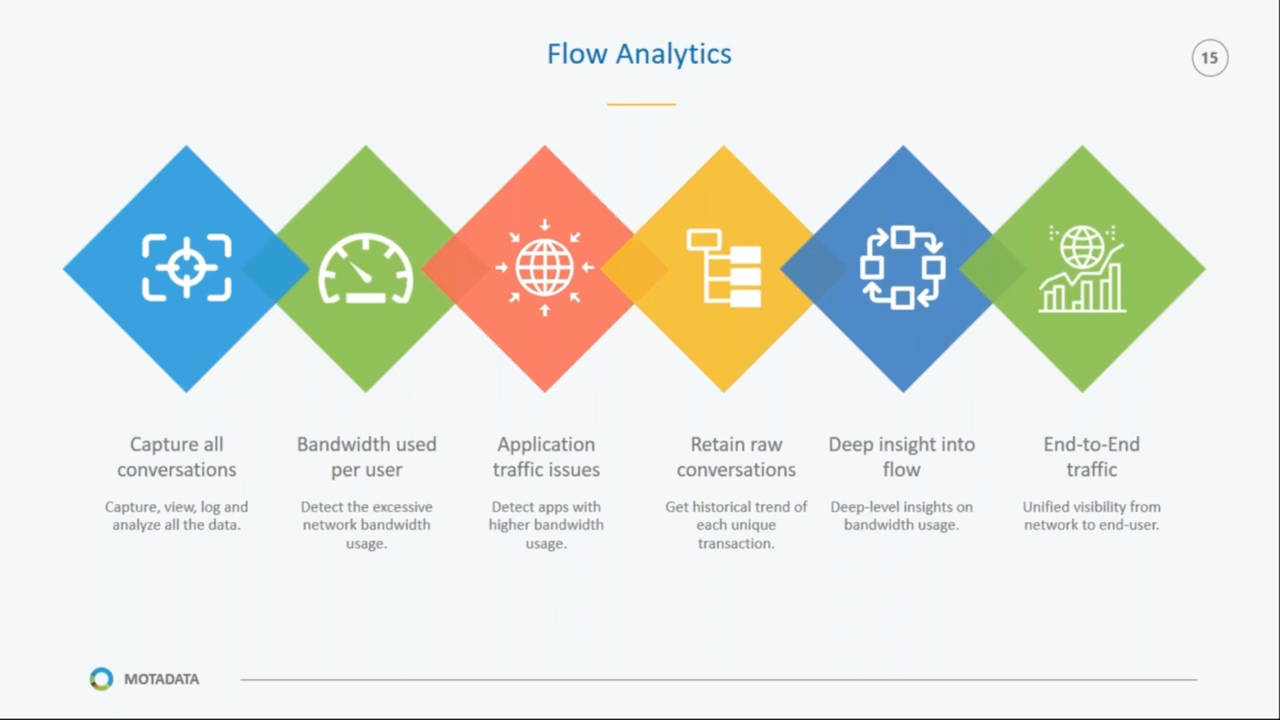 Flow Analytics
15
Capture all
conversations
Capture, view, log and
analyze all the data.
Bandwidth used
per user
Detect the excessive
network bandwidth
usage.
Application
traffic issues
Detect apps with
higher bandwidth
usage.
Retain raw
conversations
Get historical trend of
each unique
transaction.
Deep insight into
flow
Deep-level insights on
bandwidth usage.
End-to-End
traffic
Unified visibility from
network to end-user.
MOTADATA